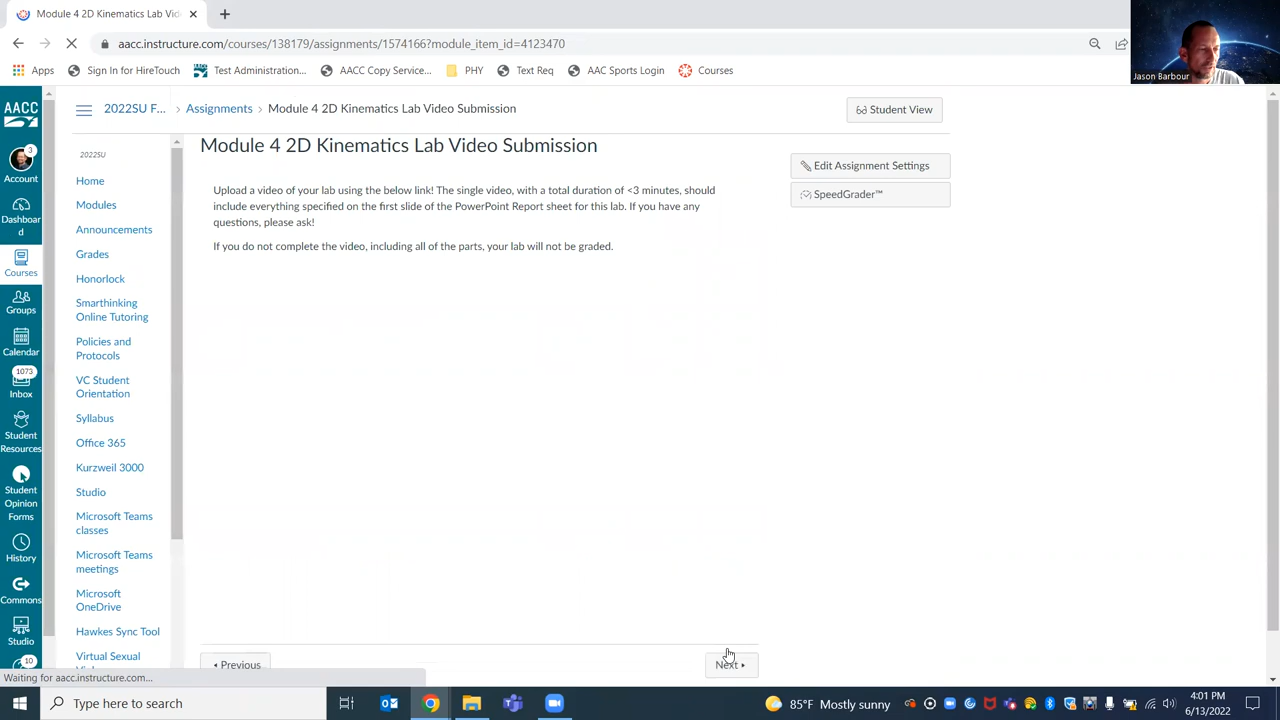 Module 4 2D Kinematics Lab Vid
aacc.instructure.com/courses/138179/assignments/1574166?module_item_id=4123470
Apps
Sign In for HireTouch
Test Administration...
AACC Copy Service...
PHY
Text Req
AAC Sports Login
Courses
Jason Barbour
AACC
2022SU F...
Assignments
Module 4 2D Kinematics Lab Video Submission
Student View
3
Account
Dashboar
d
Courses
Groups
Calendar
1073
Inbox
Student
Resources
Student
Opinion
Forms
History
Commons
Studio
10
2022SU
Home
Modules
Announcements
Grades
Honorlock
Smarthinking
Online Tutoring
Policies and
Protocols
VC Student
Orientation
Syllabus
Office 365
Kurzweil 3000
Studio
Microsoft Teams
classes
Microsoft Teams
meetings
Microsoft
OneDrive
Hawkes Sync Tool
Virtual Sexual
Module 4 2D Kinematics Lab Video Submission
Upload a video of your lab using the below link! The single video, with a total duration of <3 minutes, should
include everything specified on the first slide of the PowerPoint Report sheet for this lab. If you have any
questions, please ask!
If you do not complete the video, including all of the parts, your lab will not be graded.
Edit Assignment Settings
SpeedGrader™
Previous
Next
Waiting for aacc.instructure.com...
Type here to search
85°F Mostly sunny
4:01 PM
6/13/2022